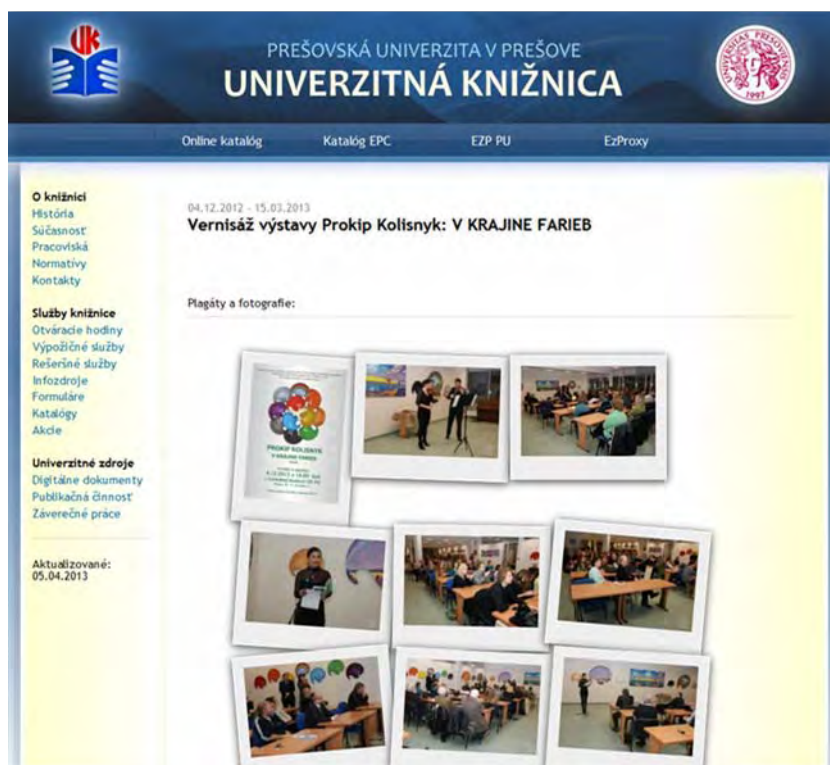 UK
PREŠOVSKÁ UNIVERZITA V PREŠOVE
UNIVERZITNÁ KNIŽNICA
1997
Online katalóg
Katalóg EPC
EZP PU
EzProxy
O knižnici
História
Súčasnosť
Pracoviská
Normatívy
Kontakty
Služby knižnice
Otváracie hodiny
Výpožičné služby
Rešeršné služby
Infozdroje
Formuláre
Katalógy
Akcie
Univerzitné zdroje
Digitálne dokumenty
Publikačná činnosť
Záverečné práce
Aktualizované:
05.04.2013
04.12.2012 - 15.03.2013
Vernisáž výstavy Prokip Kolisnyk: V KRAJINE FARIEB
Plagáty a fotografie:
PROKIP KOLISNYK
V KRAJINE FARIEB